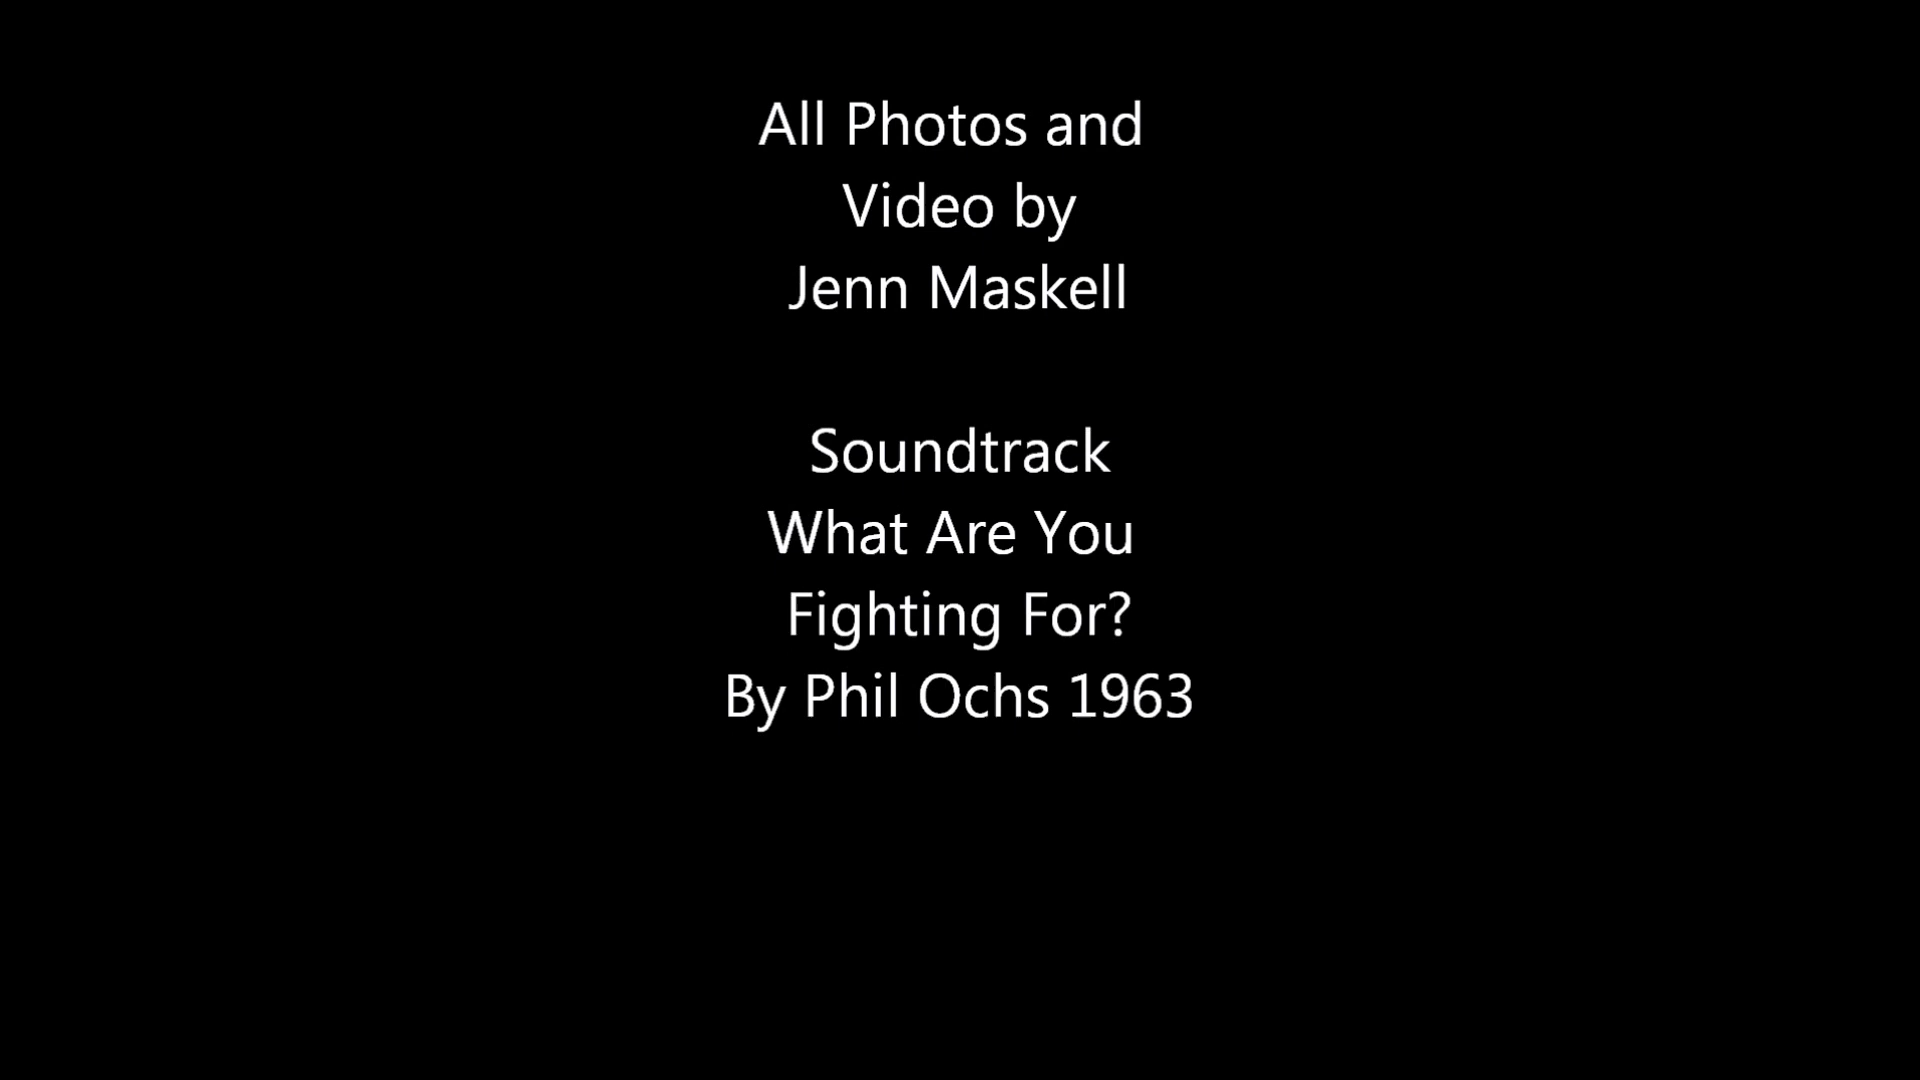 All Photos and
Video by
Jenn Maskell
Soundtrack
What Are You
Fighting For?
By Phil Ochs 1963